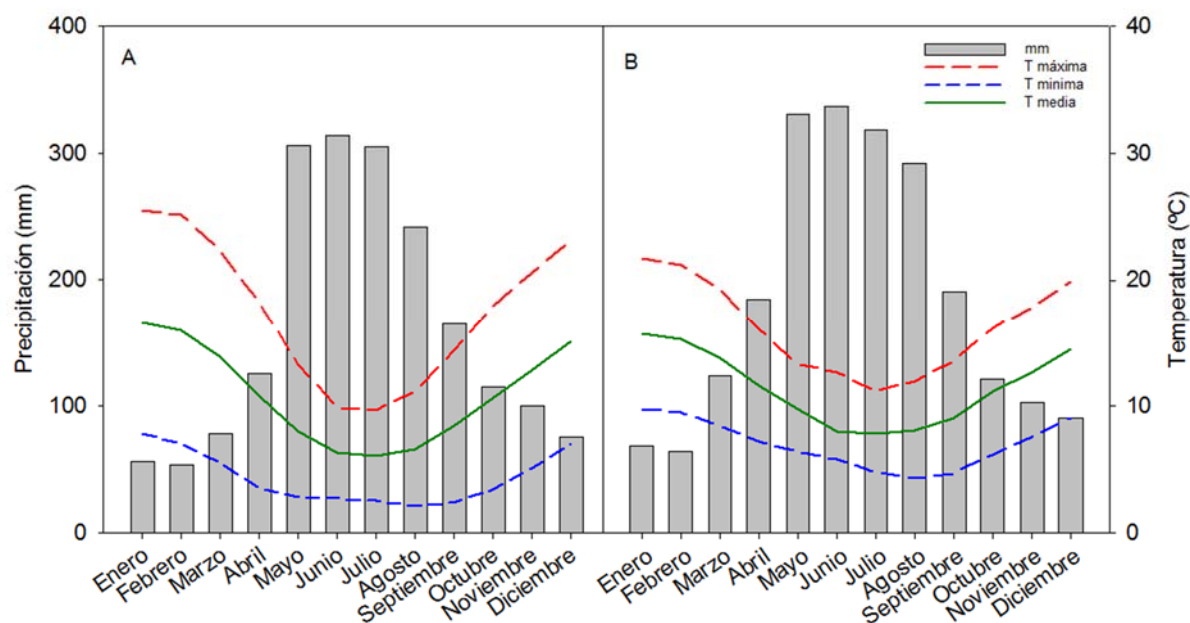 400
300
200
100
0
Precipitación (mm)
A
B
mm
T máxima
T minima
T media
40
30
20
10
0
Temperatura (ºC)
Enero
Febrero
Marzo
Abril
Mayo
Junio
Julio
Agosto
Septiembre
Octubre
Noviembre
Diciembre
Enero
Febrero
Marzo
Abril
Mayo
Junio
Julio
Agosto
Septiembre
Octubre
Noviembre
Diciembre